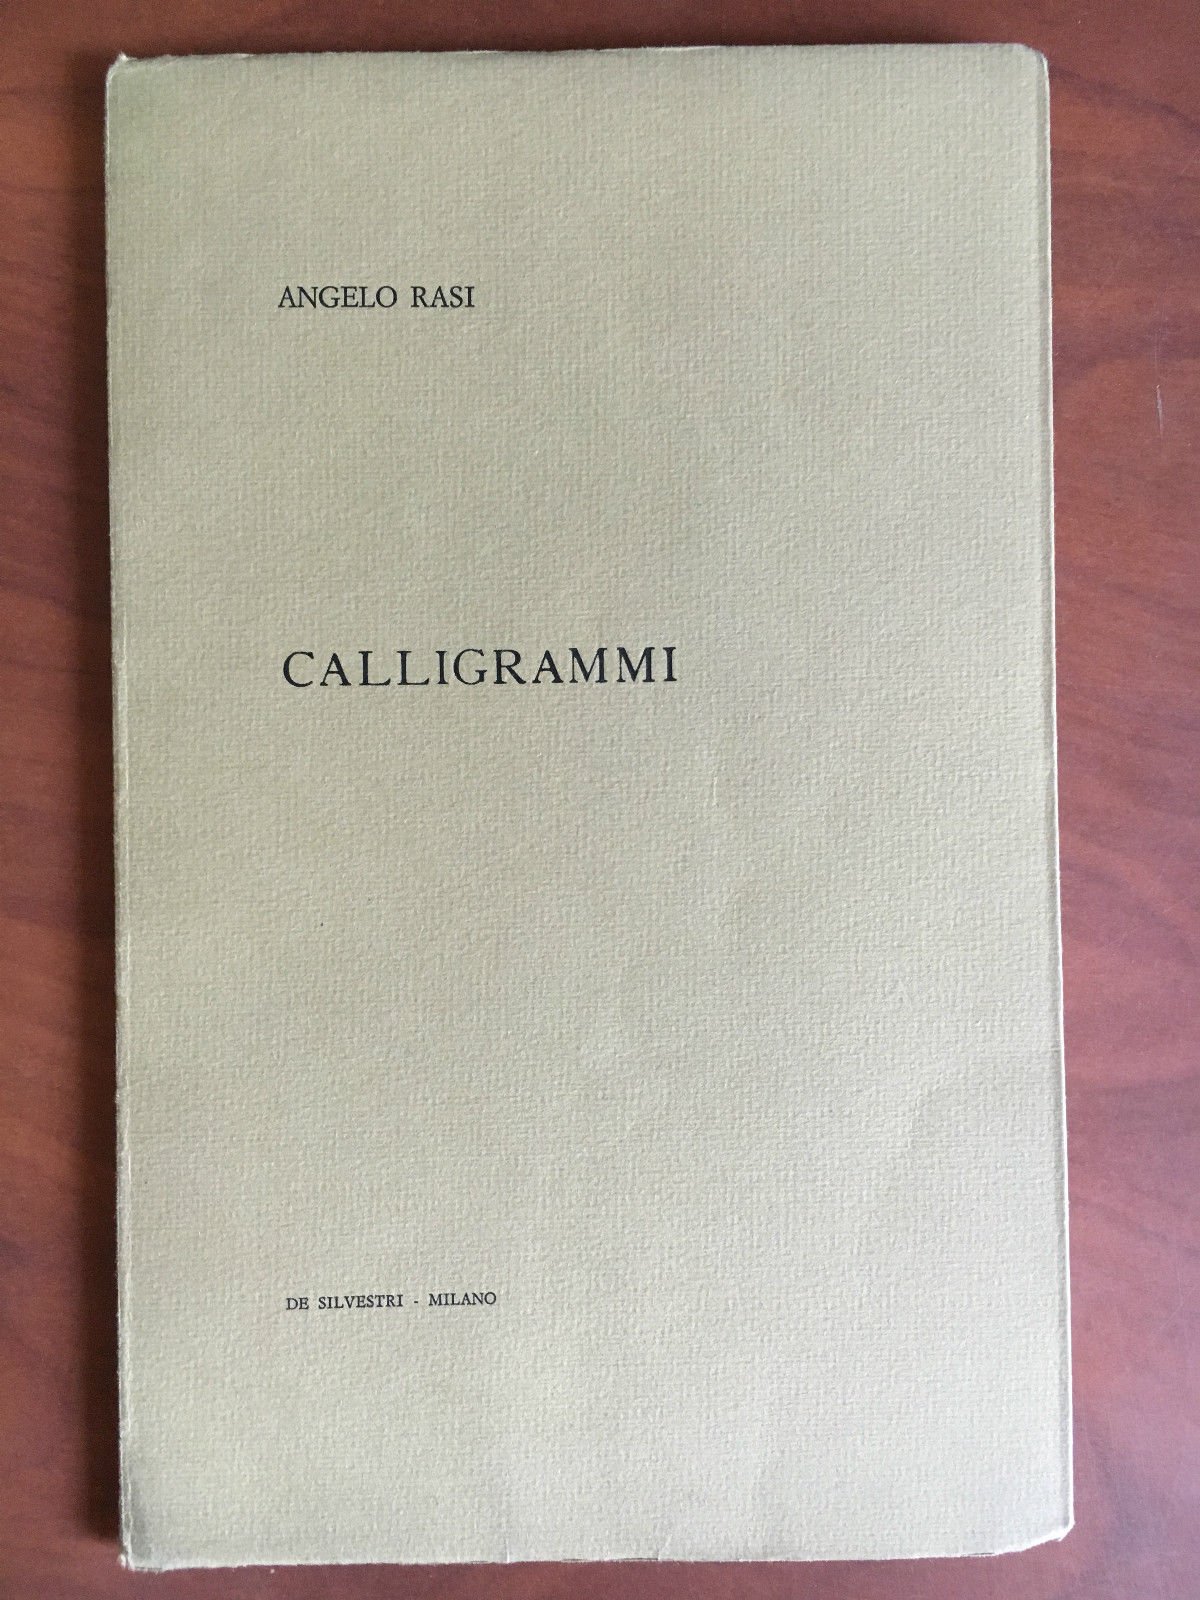 ANGELO RASI
CALLIGRAMMI
DE SILVESTRI - MILANO